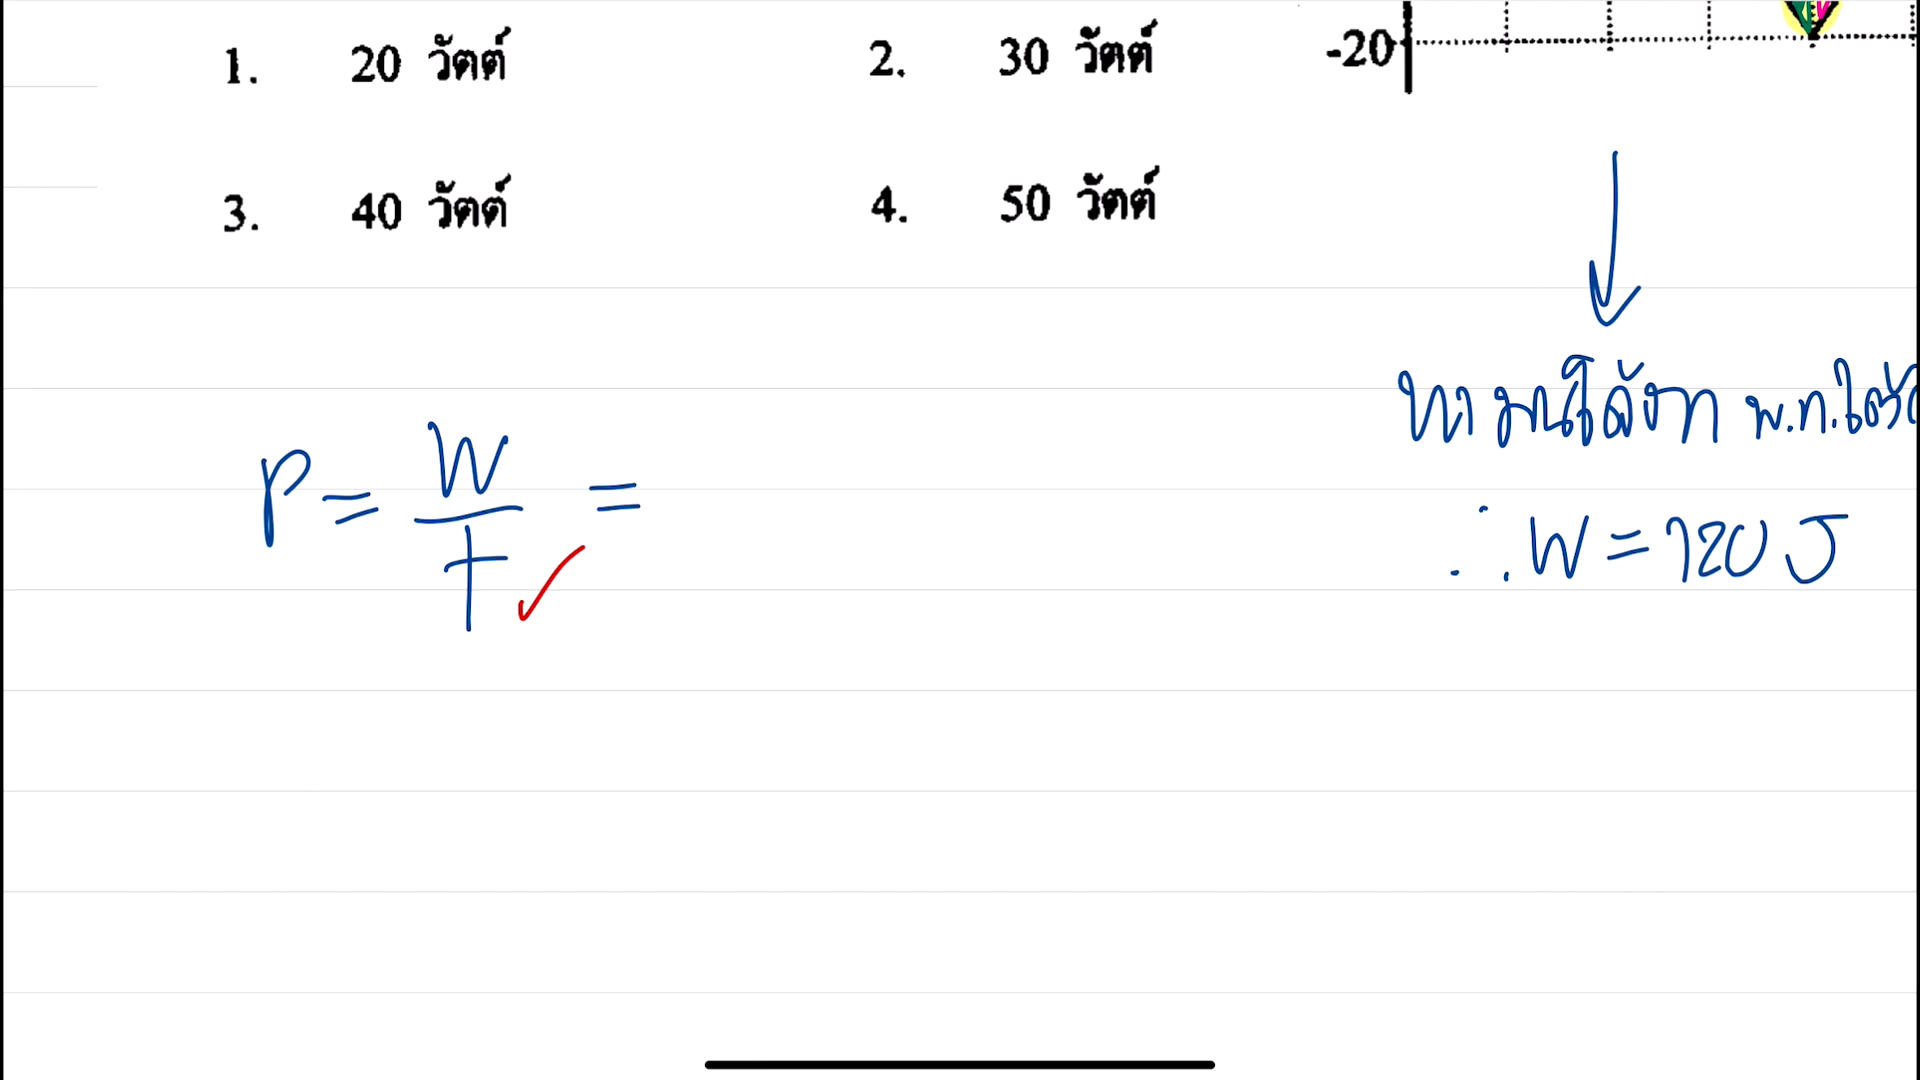 1. 20 วัตต์ 2. 30 วัตต์ -20
3. 40 วัตต์ 4. 50 วัตต์
หางานได้จาก พ.ท.ใต้
P = W/T =
∴ W = 120 J